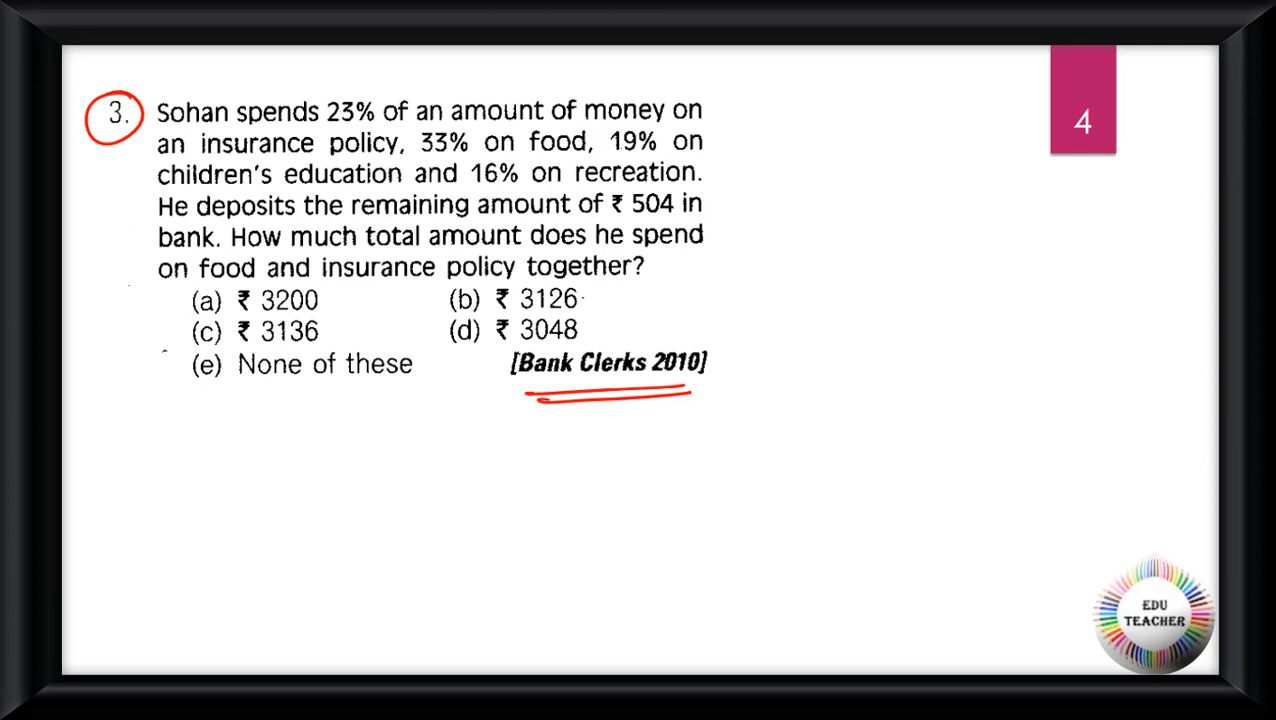 4
3. Sohan spends 23% of an amount of money on
an insurance policy, 33% on food, 19% on
children's education and 16% on recreation.
He deposits the remaining amount of ₹ 504 in
bank. How much total amount does he spend
on food and insurance policy together?
(a) ₹ 3200 (b) ₹ 3126
(c) ₹ 3136 (d) ₹ 3048
(e) None of these [Bank Clerks 2010]
EDU
TEACHER